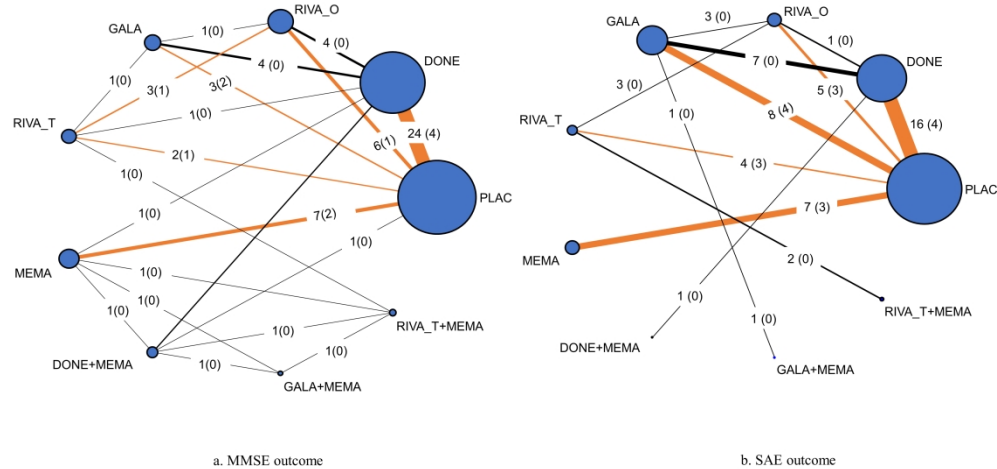 RIVA_O
GALA
1(0)
4 (0)
DONE
4 (0)
1(0)
3(1)
3(2)
RIVA_T
1(0)
24 (4)
6(1)
2(1)
1(0)
PLAC
1(0)
7(2)
1(0)
MEMA
1(0)
1(0)
1(0)
RIVA_T+MEMA
1(0)
1(0)
DONE+MEMA
1(0)
GALA+MEMA
a. MMSE outcome
RIVA_O
GALA
3 (0)
1 (0)
7 (0)
DONE
3 (0)
5 (3)
1 (0)
8 (4)
16 (4)
RIVA_T
4 (3)
PLAC
7 (3)
MEMA
2 (0)
1 (0)
RIVA_T+MEMA
1 (0)
DONE+MEMA
GALA+MEMA
b. SAE outcome